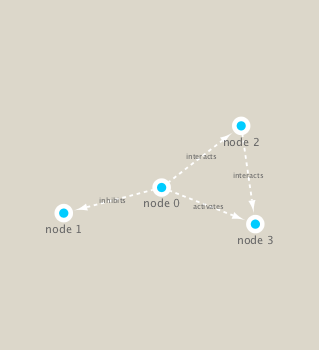 node 2
interacts
interacts
node 0
inhibits
activates
node 1
node 3